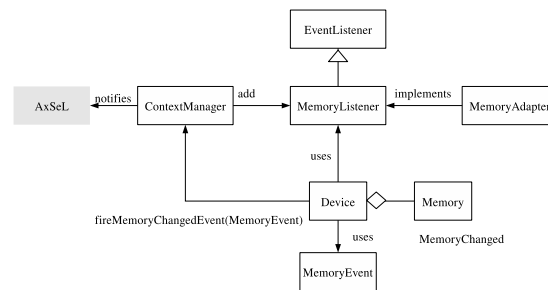 EventListener
AxSeL
notifies
ContextManager
add
MemoryListener
implements
MemoryAdapter
uses
Device
Memory
fireMemoryChangedEvent(MemoryEvent)
uses
MemoryChanged
MemoryEvent